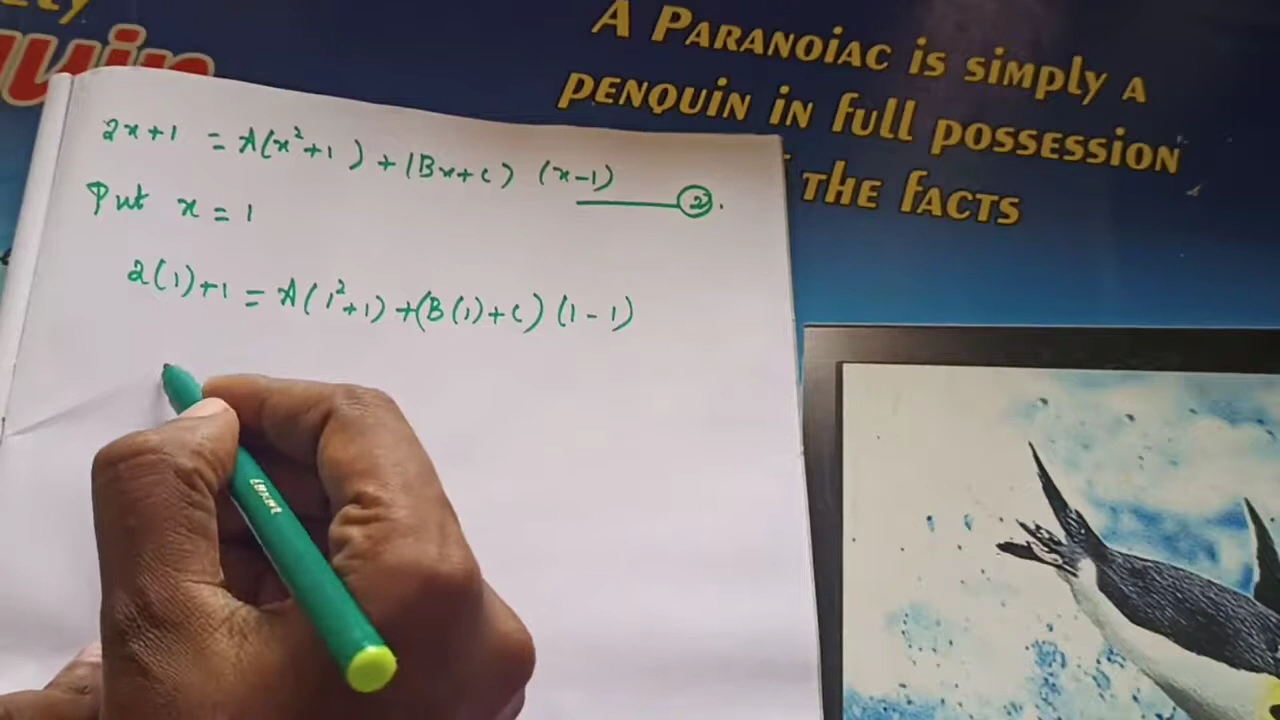 A PARANOiAC is simply A
PENQUiN IN full POSSESSION
THE FACTS
2x+1 = A(x²+1) + (Bx+C) (x-1) ——— ②.
Put x = 1
2(1)+1 = A(1²+1) + (B(1)+C) (1-1)